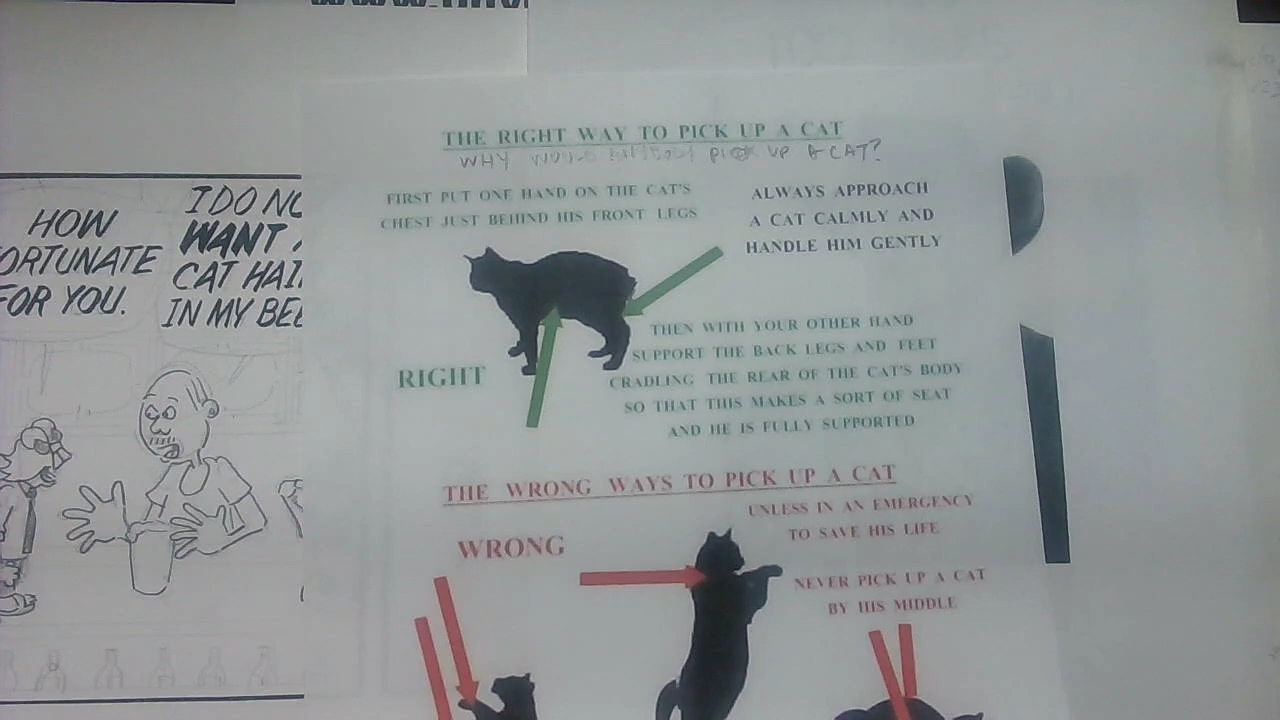 THE RIGHT WAY TO PICK UP A CAT
WHY WOULD ANYBODY PICK UP A CAT?
FIRST PUT ONE HAND ON THE CAT'S
CHEST JUST BEHIND HIS FRONT LEGS
ALWAYS APPROACH
A CAT CALMLY AND
HANDLE HIM GENTLY
THEN WITH YOUR OTHER HAND
SUPPORT THE BACK LEGS AND FEET
CRADLING THE REAR OF THE CAT'S BODY
SO THAT THIS MAKES A SORT OF SEAT
AND HE IS FULLY SUPPORTED
RIGHT
THE WRONG WAYS TO PICK UP A CAT
UNLESS IN AN EMERGENCY
TO SAVE HIS LIFE
WRONG
NEVER PICK UP A CAT
BY HIS MIDDLE
HOW
ORTUNATE
FOR YOU.
I DO NO
WANT
CAT HAI
IN MY BEE